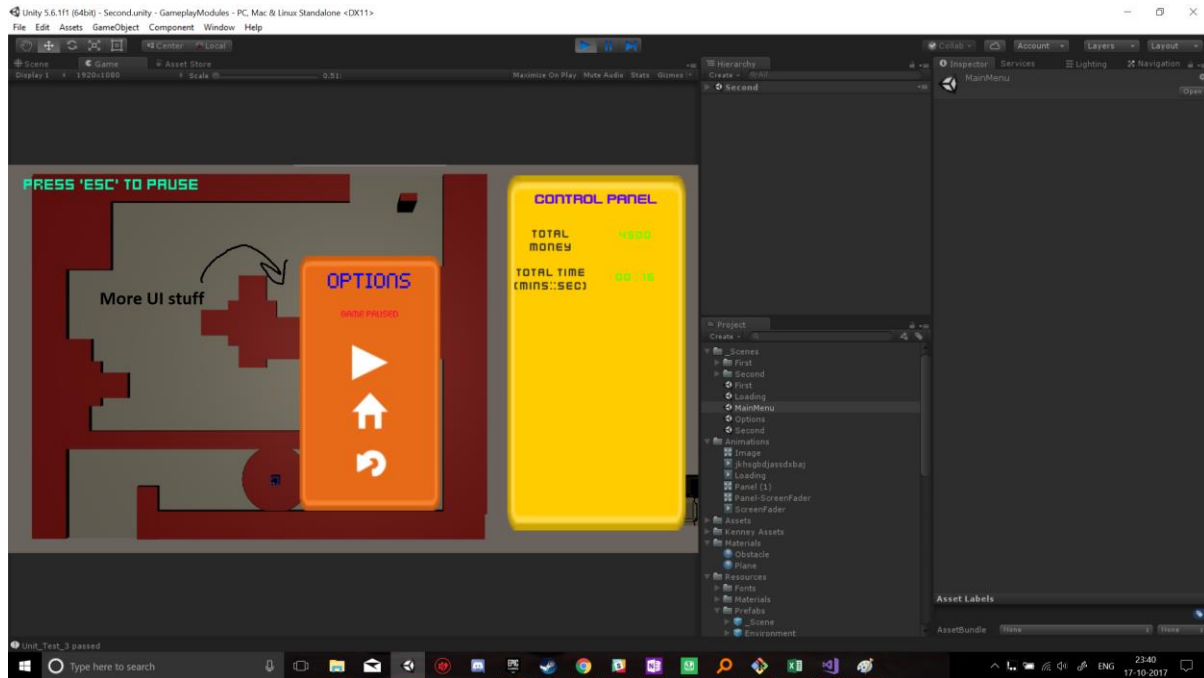 Unity 5.6.1f1 (64bit) - Second.unity - GameplayModules - PC, Mac & Linux Standalone <DX11>
File Edit Assets GameObject Component Window Help
Center Local
Collab Account Layers Layout
Scene Game Asset Store
Display 1 1920x1080 Scale 0.51:
Maximize On Play Mute Audio Stats Gizmos
Hierarchy
Create All
Second
Inspector Services Lighting Navigation
MainMenu
Open
PRESS 'ESC' TO PAUSE
More UI stuff
OPTIONS
GAME PAUSED
CONTROL PANEL
TOTAL
MONEY
4500
TOTAL TIME
(MINS::SEC)
00::15
Project
Create
_Scenes
First
Second
First
Loading
MainMenu
Options
Second
Animations
Image
jkhsgbdjassdxbaj
Loading
Panel (1)
Panel-ScreenFader
ScreenFader
Assets
Kenney Assets
Materials
Obstacle
Plane
Resources
Fonts
Materials
Prefabs
_Scene
Environment
Asset Labels
AssetBundle None None
Unit_Test_3 passed
Type here to search
EPIC
ENG
23:40
17-10-2017